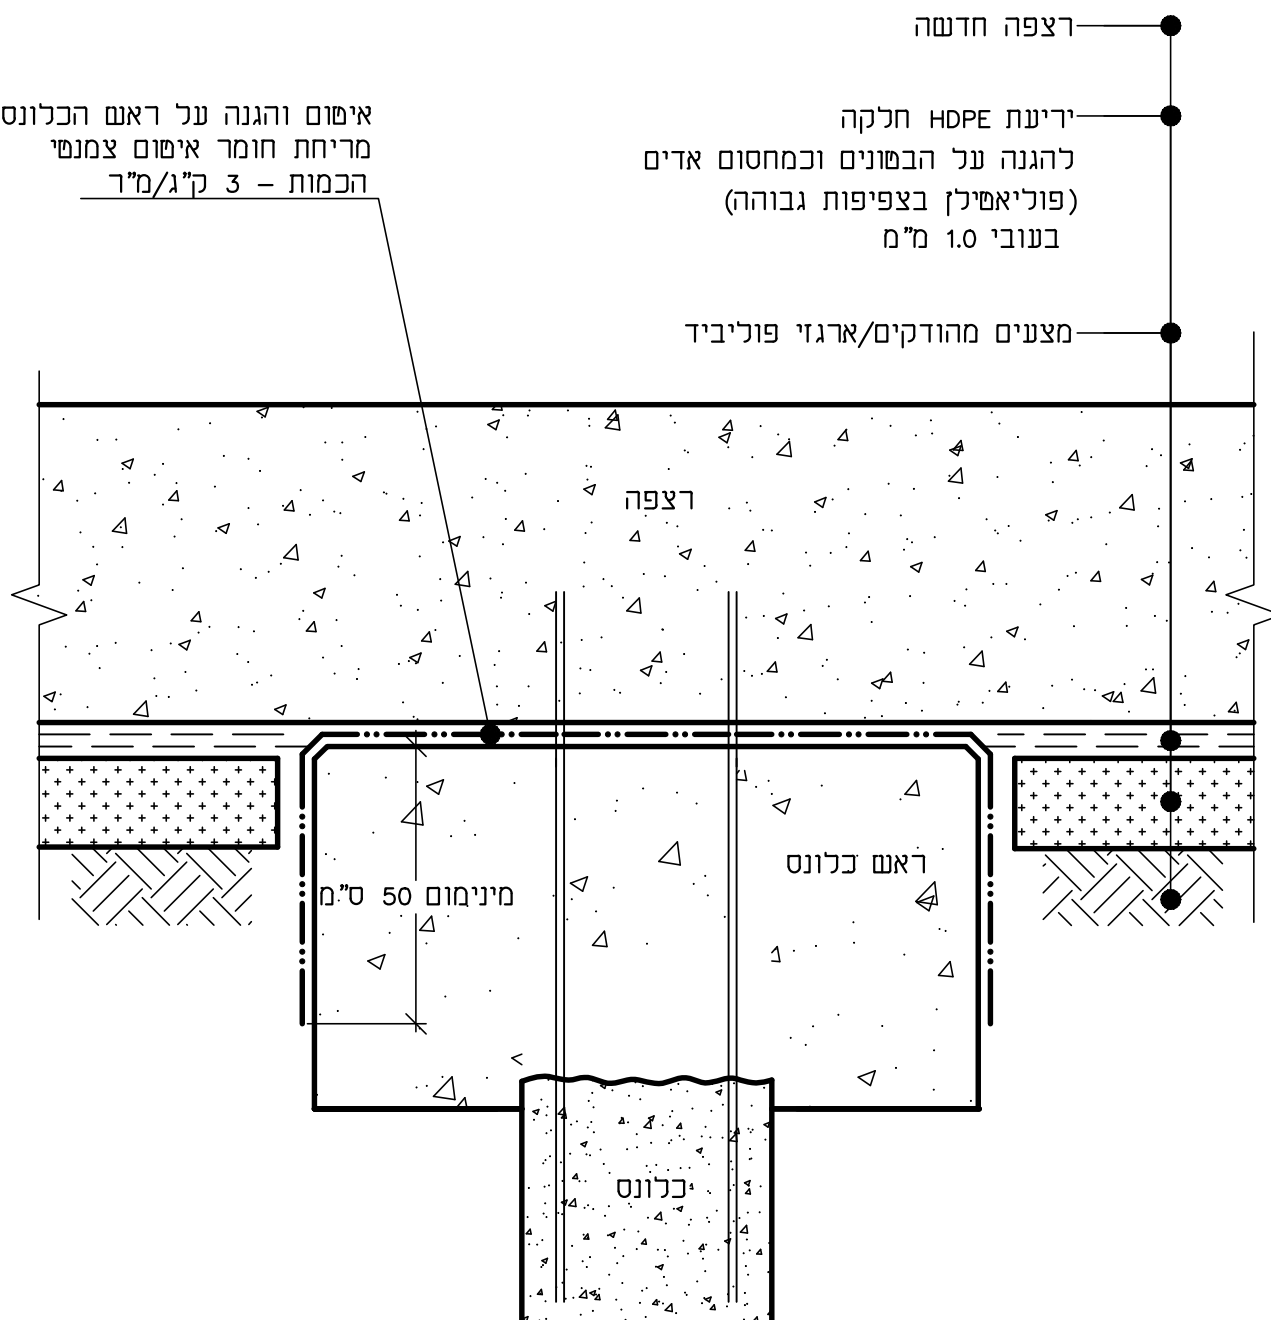 רצפה חדשה
יריעת HDPE חלקה
להגנה על הבטונים וכמחסום אדים
(פוליאטילן בצפיפות גבוהה)
בעובי 1.0 מ"מ
מצעים מהודקים/ארגזי פוליביד
איטום והגנה על ראש הכלונס
מריחת חומר איטום צמנטי
הכמות - 3 ק"ג/מ"ר
רצפה
ראש כלונס
מינימום 50 ס"מ
כלונס